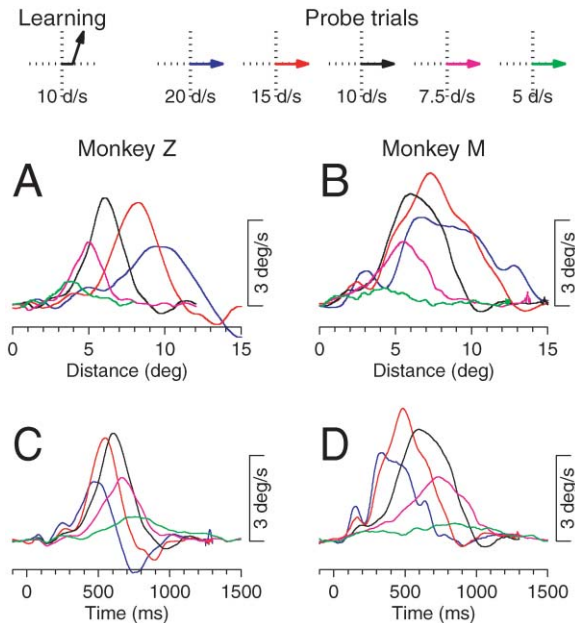 Learning Probe trials
10 d/s 20 d/s 15 d/s 10 d/s 7.5 d/s 5 d/s
Monkey Z Monkey M
A B
3 deg/s 3 deg/s
0 5 10 15 0 5 10 15
Distance (deg) Distance (deg)
C D
3 deg/s 3 deg/s
0 500 1000 1500 0 500 1000 1500
Time (ms) Time (ms)